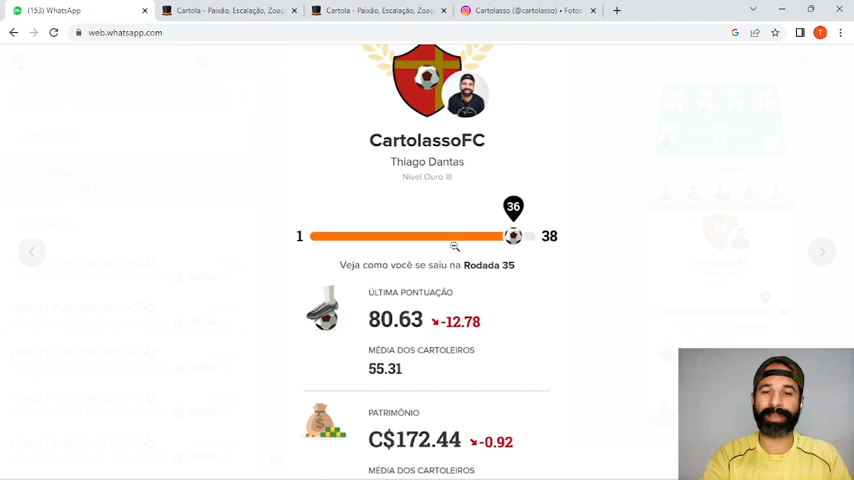 (153) WhatsApp
Cartola - Paixão, Escalação, Zoaç
Cartola - Paixão, Escalação, Zoaç
Cartolasso (@cartolasso) • Fotos
web.whatsapp.com
T
CartolassoFC
Thiago Dantas
Nível Ouro III
36
1
38
Veja como você se saiu na Rodada 35
ÚLTIMA PONTUAÇÃO
80.63 -12.78
MÉDIA DOS CARTOLEIROS
55.31
PATRIMÔNIO
C$172.44 -0.92
MÉDIA DOS CARTOLEIROS